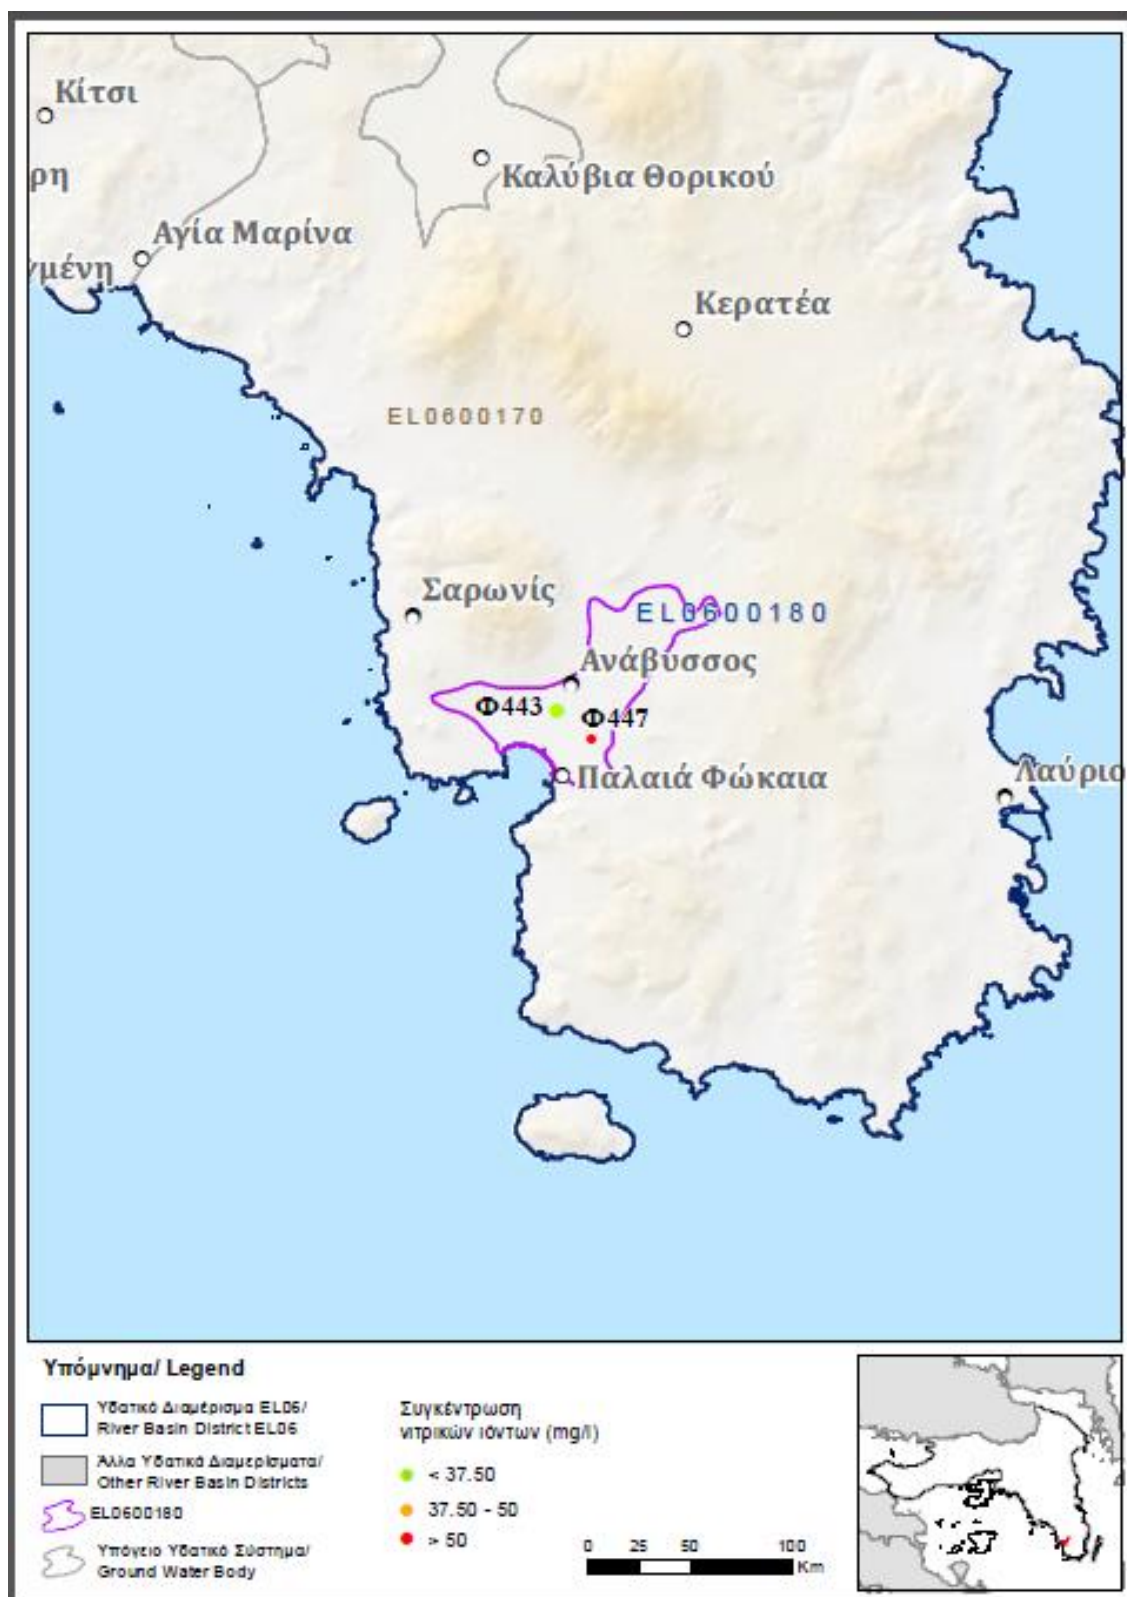 Κίτσι
ρη
Καλύβια Θορικού
Αγία Μαρίνα
γμένη
Κερατέα
EL0600170
Σαρωνίς
EL0600180
Ανάβυσσος
Φ443
Φ447
Παλαιά Φώκαια
Λαύριο
Υπόμνημα/ Legend
Υδατικό Διαμέρισμα EL06/
River Basin District EL06
Άλλα Υδατικά Διαμερίσματα/
Other River Basin Districts
EL0600180
Υπόγειο Υδατικό Σύστημα/
Ground Water Body
Συγκέντρωση
νιτρικών ιόντων (mg/l)
< 37.50
37.50 - 50
> 50
0 25 50 100
Km